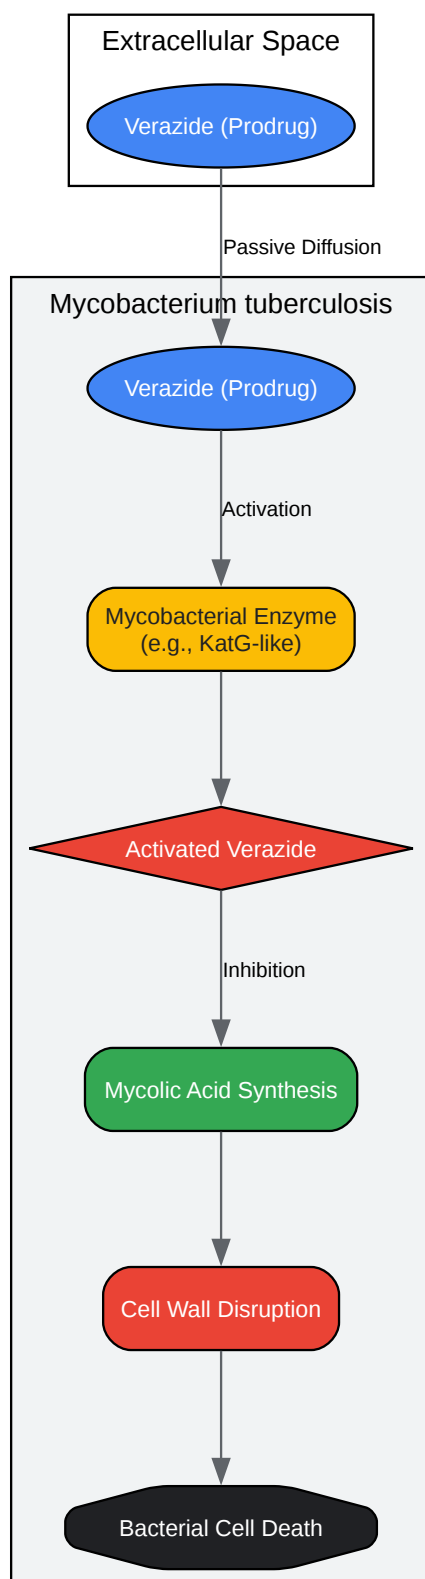 Extracellular Space
Verazide (Prodrug)
Passive Diffusion
Mycobacterium tuberculosis
Verazide (Prodrug)
Activation
Mycobacterial Enzyme
(e.g., KatG-like)
Activated Verazide
Inhibition
Mycolic Acid Synthesis
Cell Wall Disruption
Bacterial Cell Death